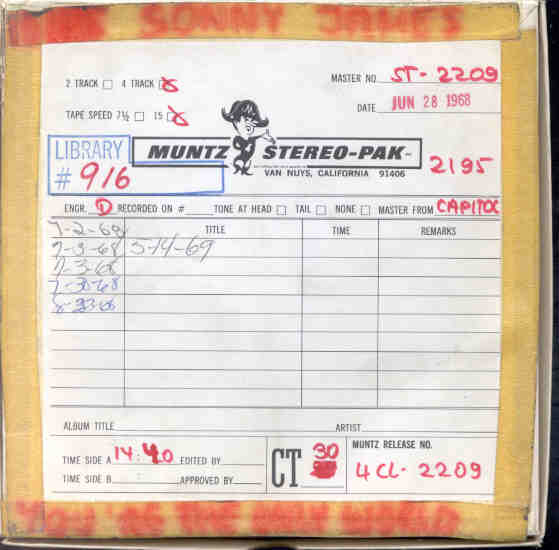 SONNY JAMES
2 TRACK 4 TRACK
MASTER NO ST-2209
TAPE SPEED 7½ 15
DATE JUN 28 1968
LIBRARY
# 916
MUNTZ STEREO-PAK
2195
VAN NUYS, CALIFORNIA 91406
ENGR. D RECORDED ON # TONE AT HEAD TAIL NONE MASTER FROM CAPITOL
TITLE TIME REMARKS
7-2-68
7-3-68 5-14-69
7-3-68
7-30-68
ALBUM TITLE ARTIST
TIME SIDE A 14:40 EDITED BY
TIME SIDE B : APPROVED BY
CT 30
MUNTZ RELEASE NO.
4CL-2209